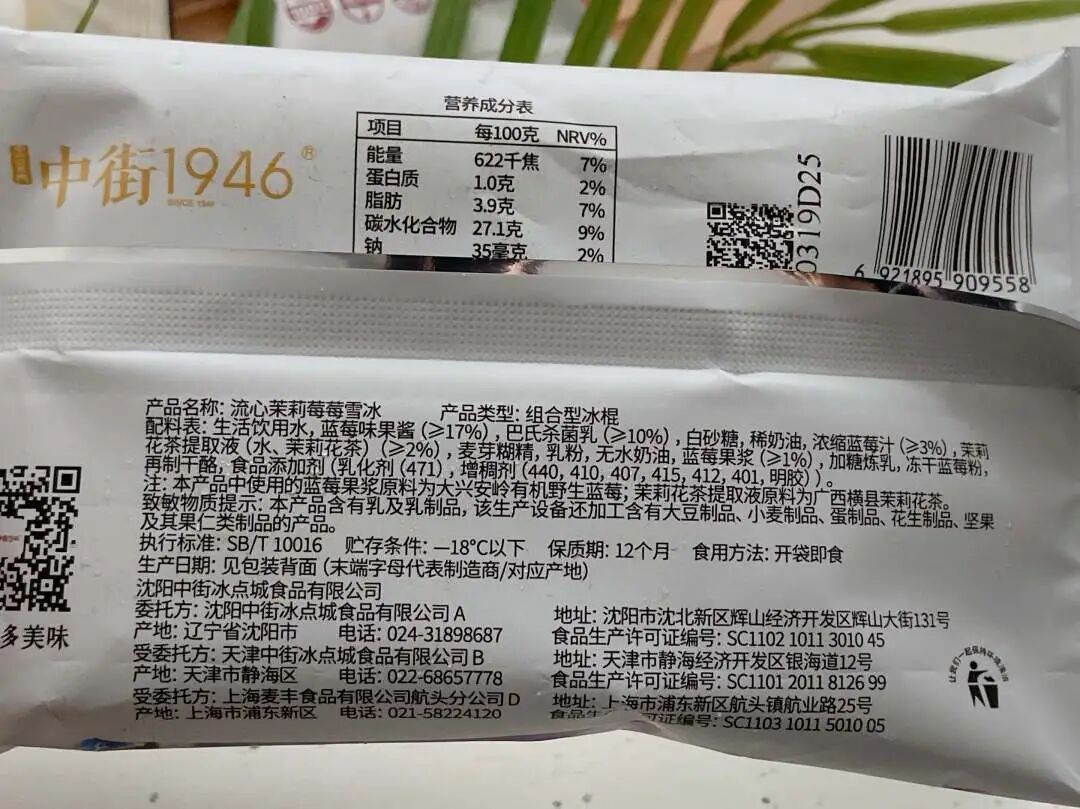 营养成分表
项目 每100克 NRV%
能量 622千焦 7%
蛋白质 1.0克 2%
脂肪 3.9克 7%
碳水化合物 27.1克 9%
钠 35毫克 2%
中街1946®
SINCE 1946
0319D25
6 921895 909558
产品名称: 流心茉莉莓莓雪冰 产品类型: 组合型冰棍
配料表: 生活饮用水, 蓝莓味果酱 (≥17%) , 巴氏杀菌乳 (≥10%) , 白砂糖, 稀奶油, 浓缩蓝莓汁 (≥3%) , 茉莉
花茶提取液 (水、茉莉花茶) (≥2%) , 麦芽糊精, 乳粉, 无水奶油, 蓝莓果浆 (≥1%) , 加糖炼乳, 冻干蓝莓粉,
再制干酪, 食品添加剂 (乳化剂 (471) , 增稠剂 (440, 410, 407, 415, 412, 401, 明胶) ) 。
注: 本产品中使用的蓝莓果浆原料为大兴安岭有机野生蓝莓; 茉莉花茶提取液原料为广西横县茉莉花茶。
致敏物质提示: 本产品含有乳及乳制品, 该生产设备还加工含有大豆制品、小麦制品、蛋制品、花生制品、坚果
及其果仁类制品的产品。
执行标准: SB/T 10016 贮存条件: —18°C以下 保质期: 12个月 食用方法: 开袋即食
生产日期: 见包装背面 (末端字母代表制造商/对应产地)
沈阳中街冰点城食品有限公司
委托方: 沈阳中街冰点城食品有限公司 A 地址: 沈阳市沈北新区辉山经济开发区辉山大街131号
产地: 辽宁省沈阳市 电话: 024-31898687 食品生产许可证编号: SC1102 1011 3010 45
受委托方: 天津中街冰点城食品有限公司 B 地址: 天津市静海经济开发区银海道12号
产地: 天津市静海区 电话: 022-68657778 食品生产许可证编号: SC1101 2011 8126 99
受委托方: 上海麦丰食品有限公司航头分公司 D 地址: 上海市浦东新区航头镇航业路25号
产地: 上海市浦东新区 电话: 021-58224120 食品生 可证编号: SC1103 1011 5010 05
多美味